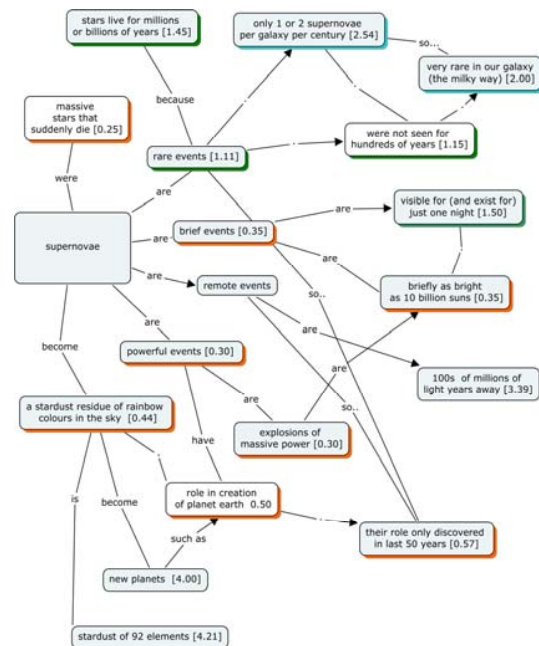 stars live for millions
or billions of years [1.45]
only 1 or 2 supernovae
per galaxy per century [2.54]
so...
very rare in our galaxy
(the milky way) [2.00]
massive
stars that
suddenly die [0.25]
because
were not seen for
hundreds of years [1.15]
rare events [1.11]
were
are
visible for (and exist for)
just one night [1.50]
are
brief events [0.35]
are
supernovae
are
are
remote events
briefly as bright
as 10 billion suns [0.35]
so..
are
are
powerful events [0.30]
become
are
100s of millions of
light years away [3.39]
a stardust residue of rainbow
colours in the sky [0.44]
are
so..
have
explosions of
massive power [0.30]
is
become
role in creation
of planet earth 0.50
such as
their role only discovered
in last 50 years [0.57]
new planets [4.00]
stardust of 92 elements [4.21]